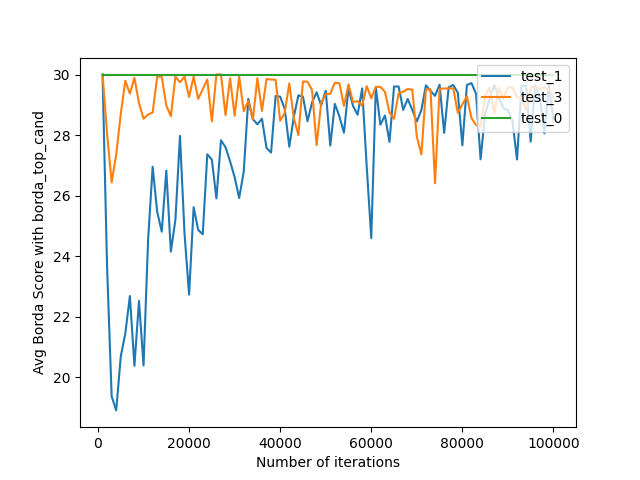 Avg Borda Score with borda_top_cand
30
28
26
24
22
20
0
20000
40000
60000
80000
100000
Number of iterations
test_1
test_3
test_0